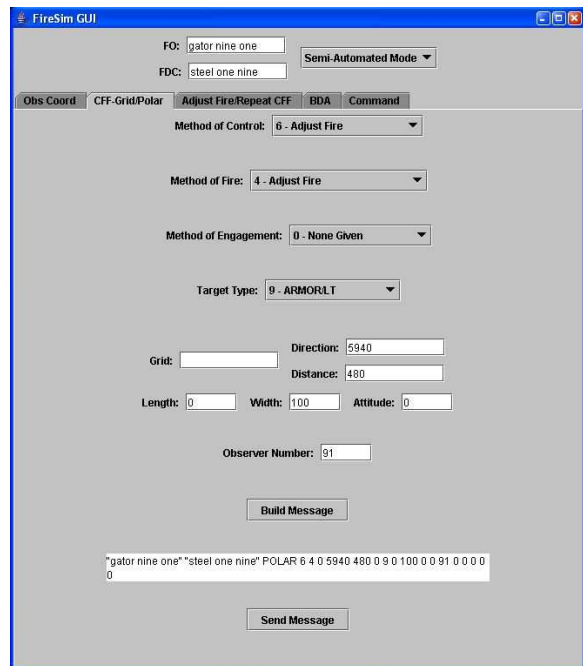 FireSim GUI
FO: gator nine one
Semi-Automated Mode
FDC: steel one nine
Obs Coord CFF-Grid/Polar Adjust Fire/Repeat CFF BDA Command
Method of Control: 6 - Adjust Fire
Method of Fire: 4 - Adjust Fire
Method of Engagement: 0 - None Given
Target Type: 9 - ARMOR/LT
Grid:
Direction: 5940
Distance: 480
Length: 0 Width: 100 Attitude: 0
Observer Number: 91
Build Message
"gator nine one" "steel one nine" POLAR 6 4 0 5940 480 0 9 0 100 0 0 91 0 0 0 0
0
Send Message